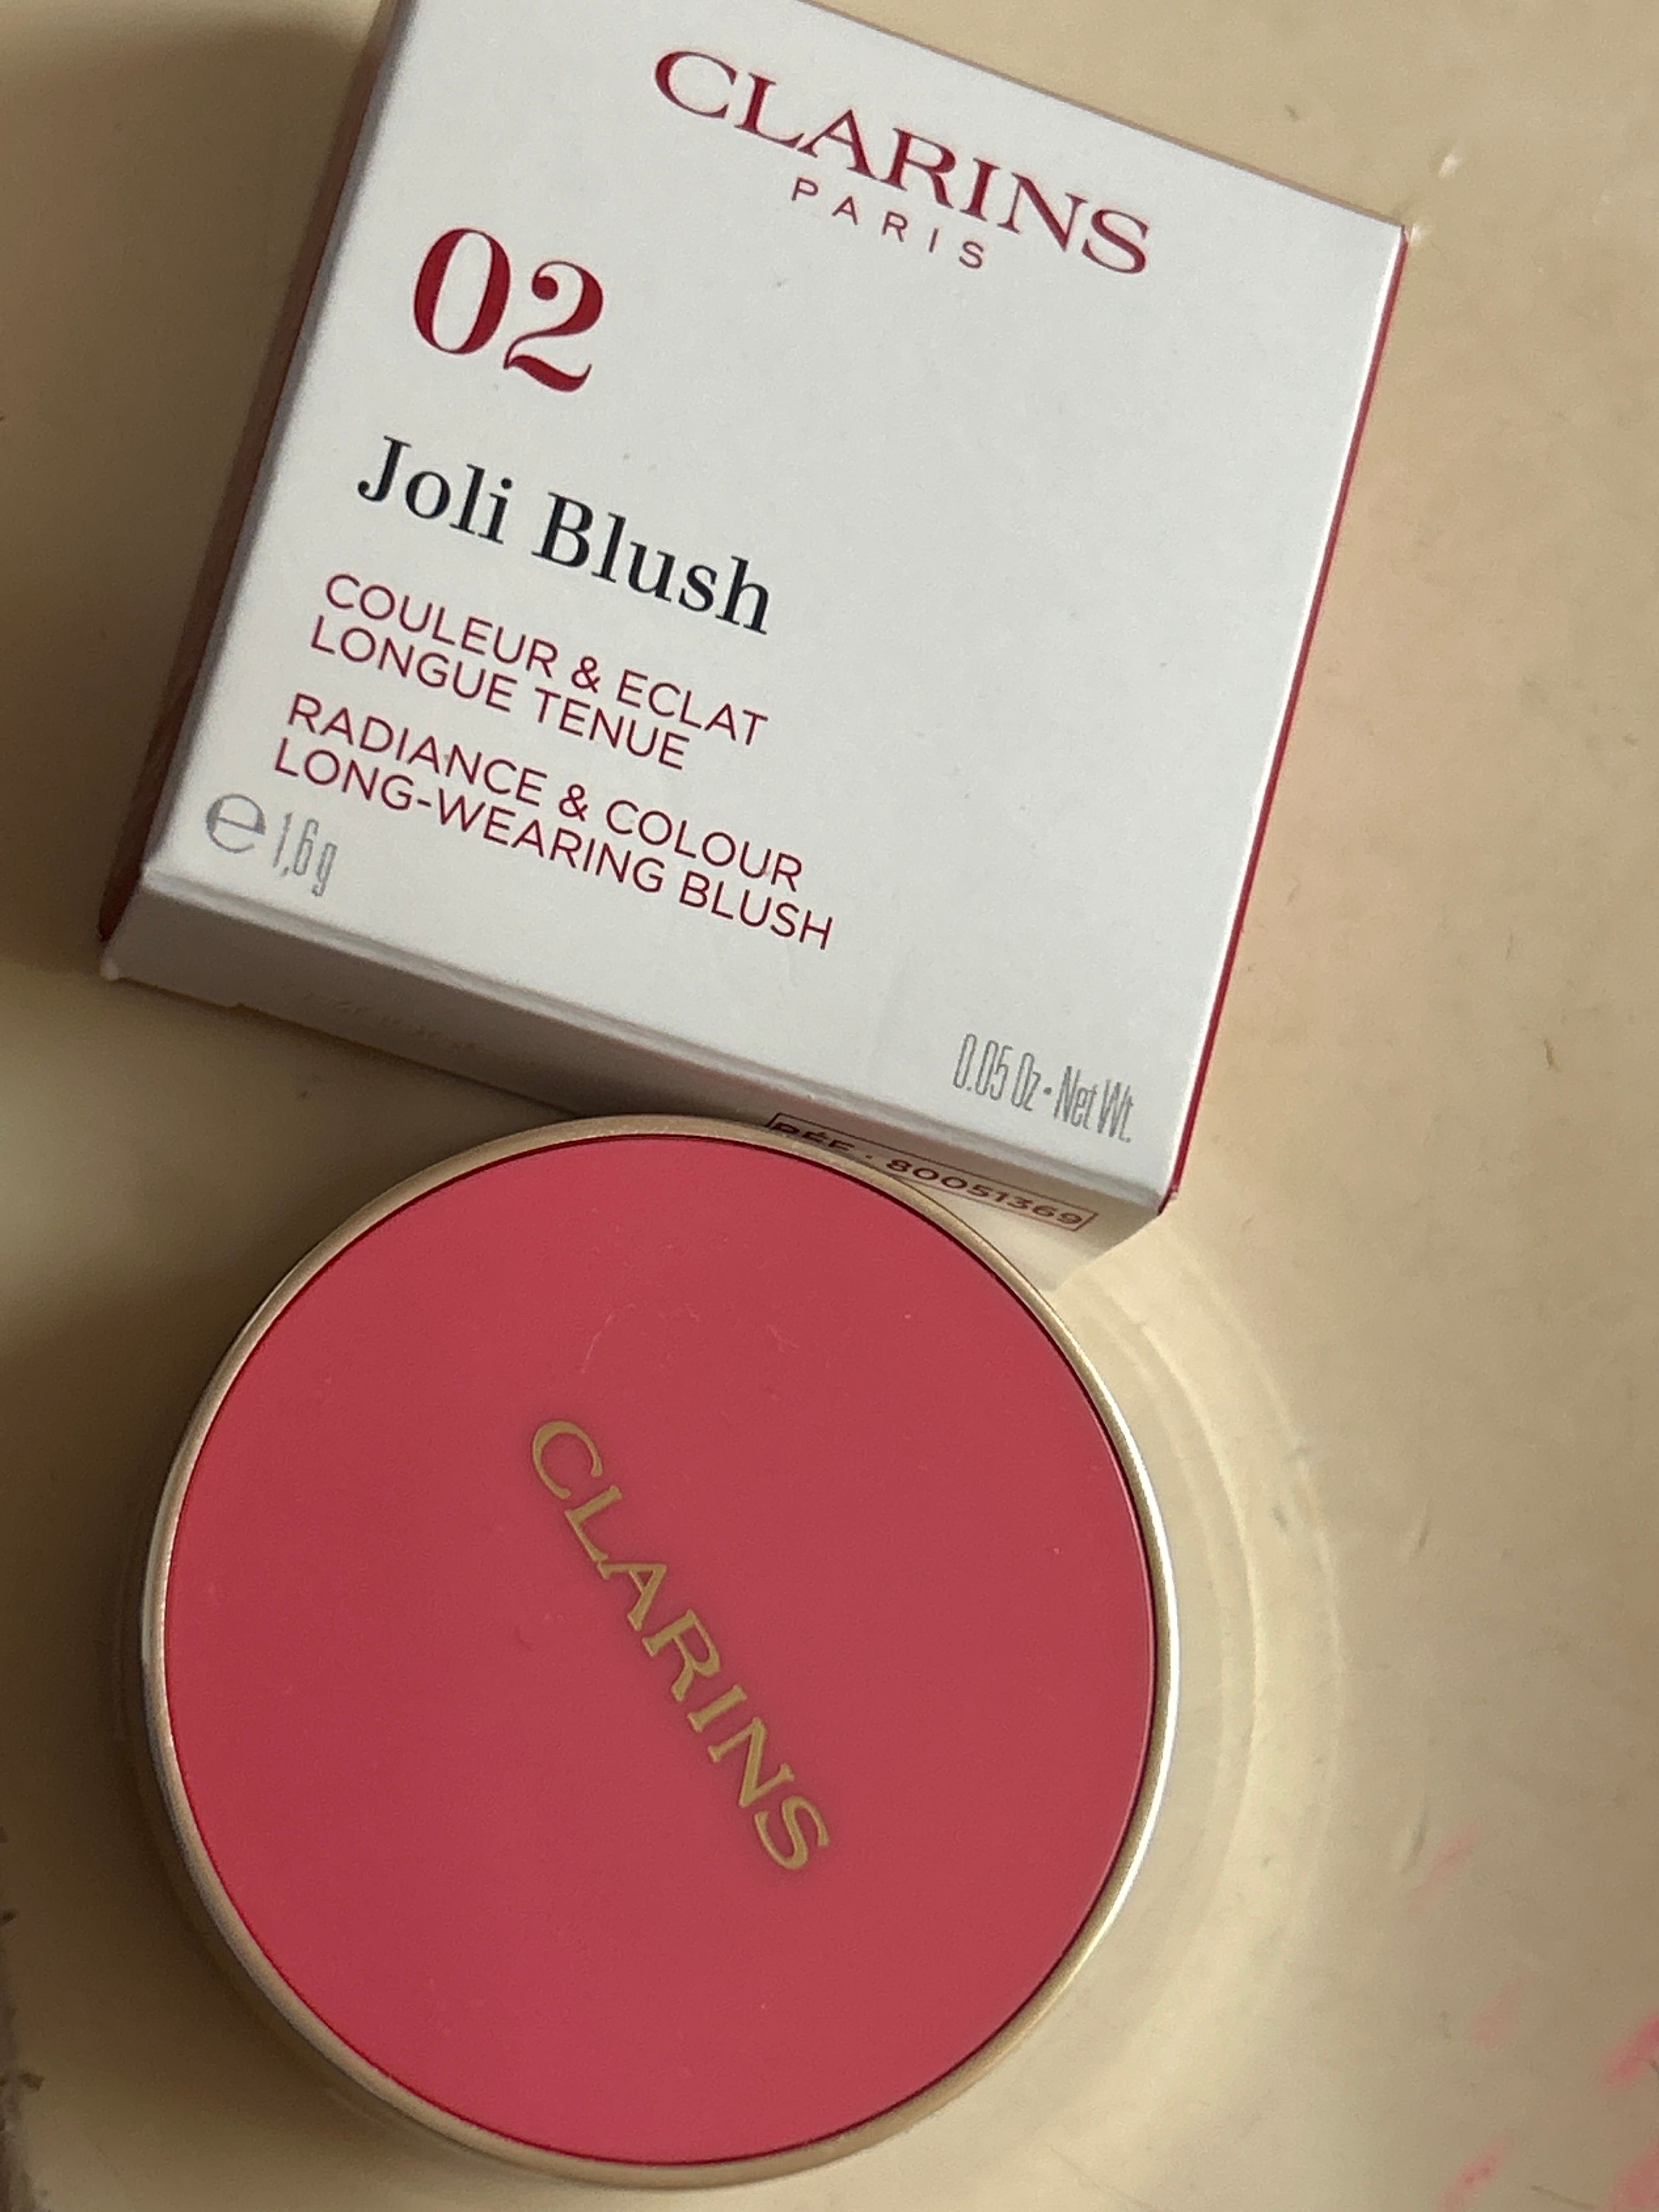 CLARINS
PARIS
02
Joli Blush
COULEUR & ECLAT
LONGUE TENUE
RADIANCE & COLOUR
LONG-WEARING BLUSH
e 1,6 g
0.05 Oz • Net Wt.
RÉF. : 80051369
CLARINS